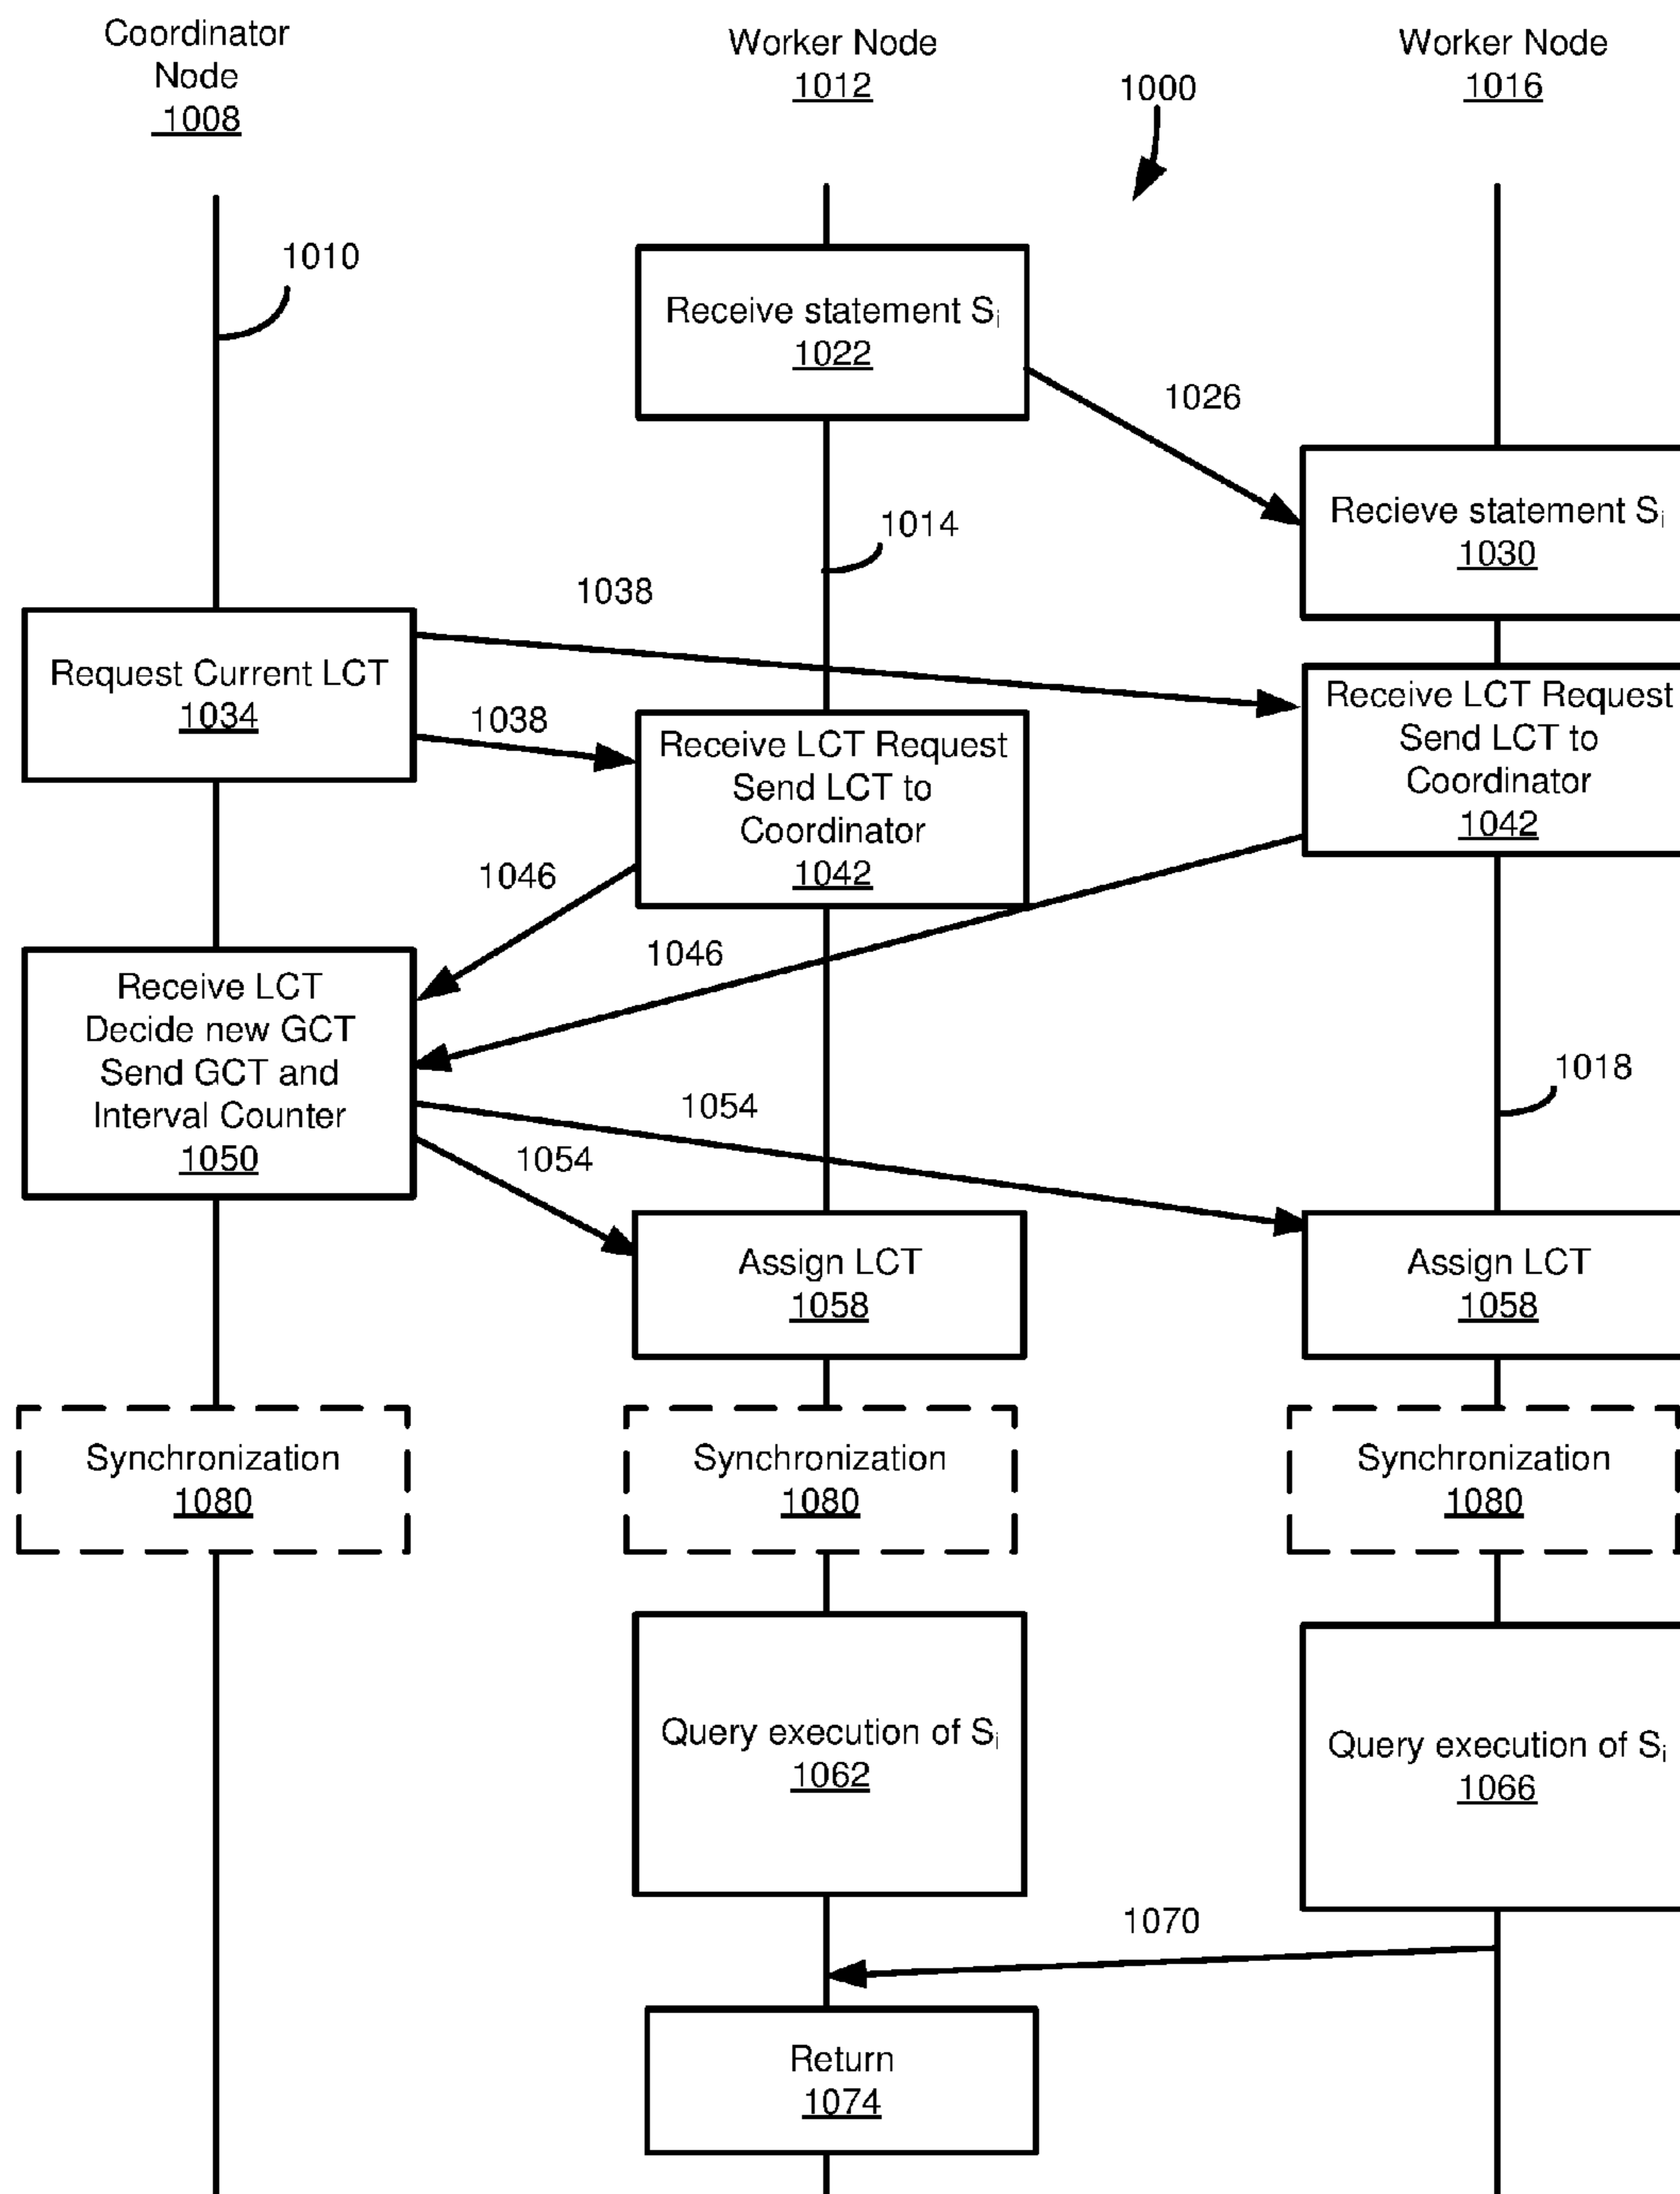 Coordinator
Node
1008
Worker Node
1012
1000
Worker Node
1016
1010
Receive statement Si
1022
1026
Recieve statement Si
1030
1014
1038
Request Current LCT
1034
1038
Receive LCT Request
Send LCT to
Coordinator
1042
Receive LCT Request
Send LCT to
Coordinator
1042
1046
1046
Receive LCT
Decide new GCT
Send GCT and
Interval Counter
1050
1054
1054
1018
Assign LCT
1058
Assign LCT
1058
Synchronization
1080
Synchronization
1080
Synchronization
1080
Query execution of Si
1062
Query execution of Si
1066
1070
Return
1074